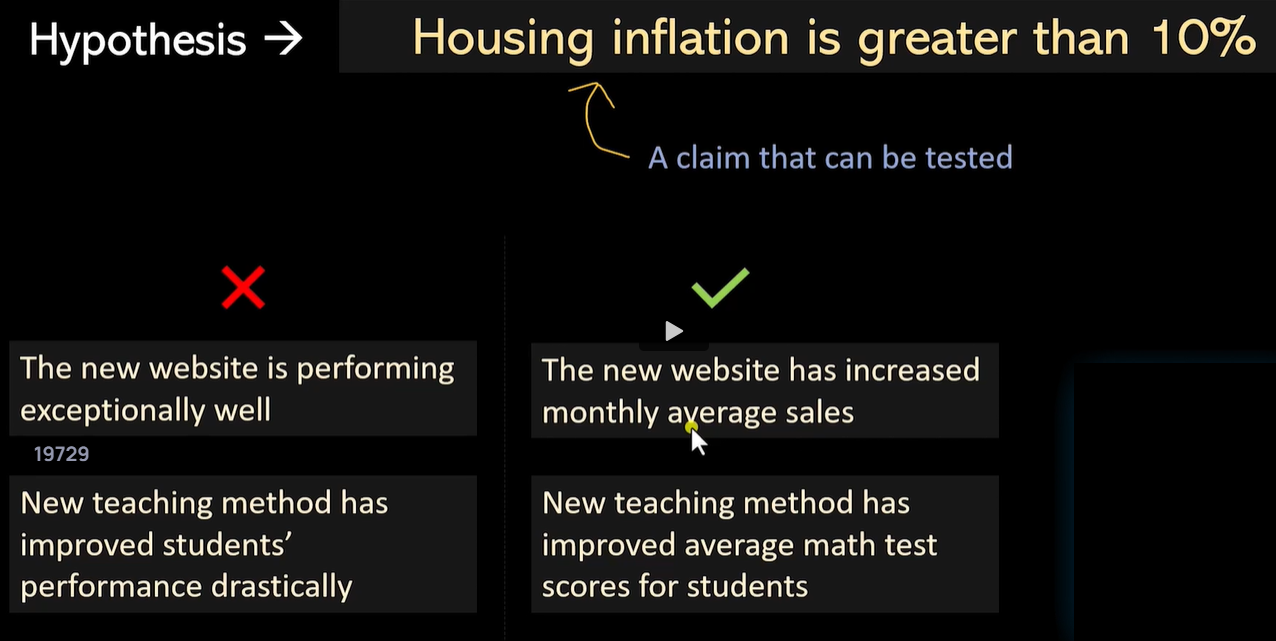 Hypothesis → Housing inflation is greater than 10%
A claim that can be tested
The new website is performing
exceptionally well
19729
New teaching method has
improved students’
performance drastically
The new website has increased
monthly average sales
New teaching method has
improved average math test
scores for students